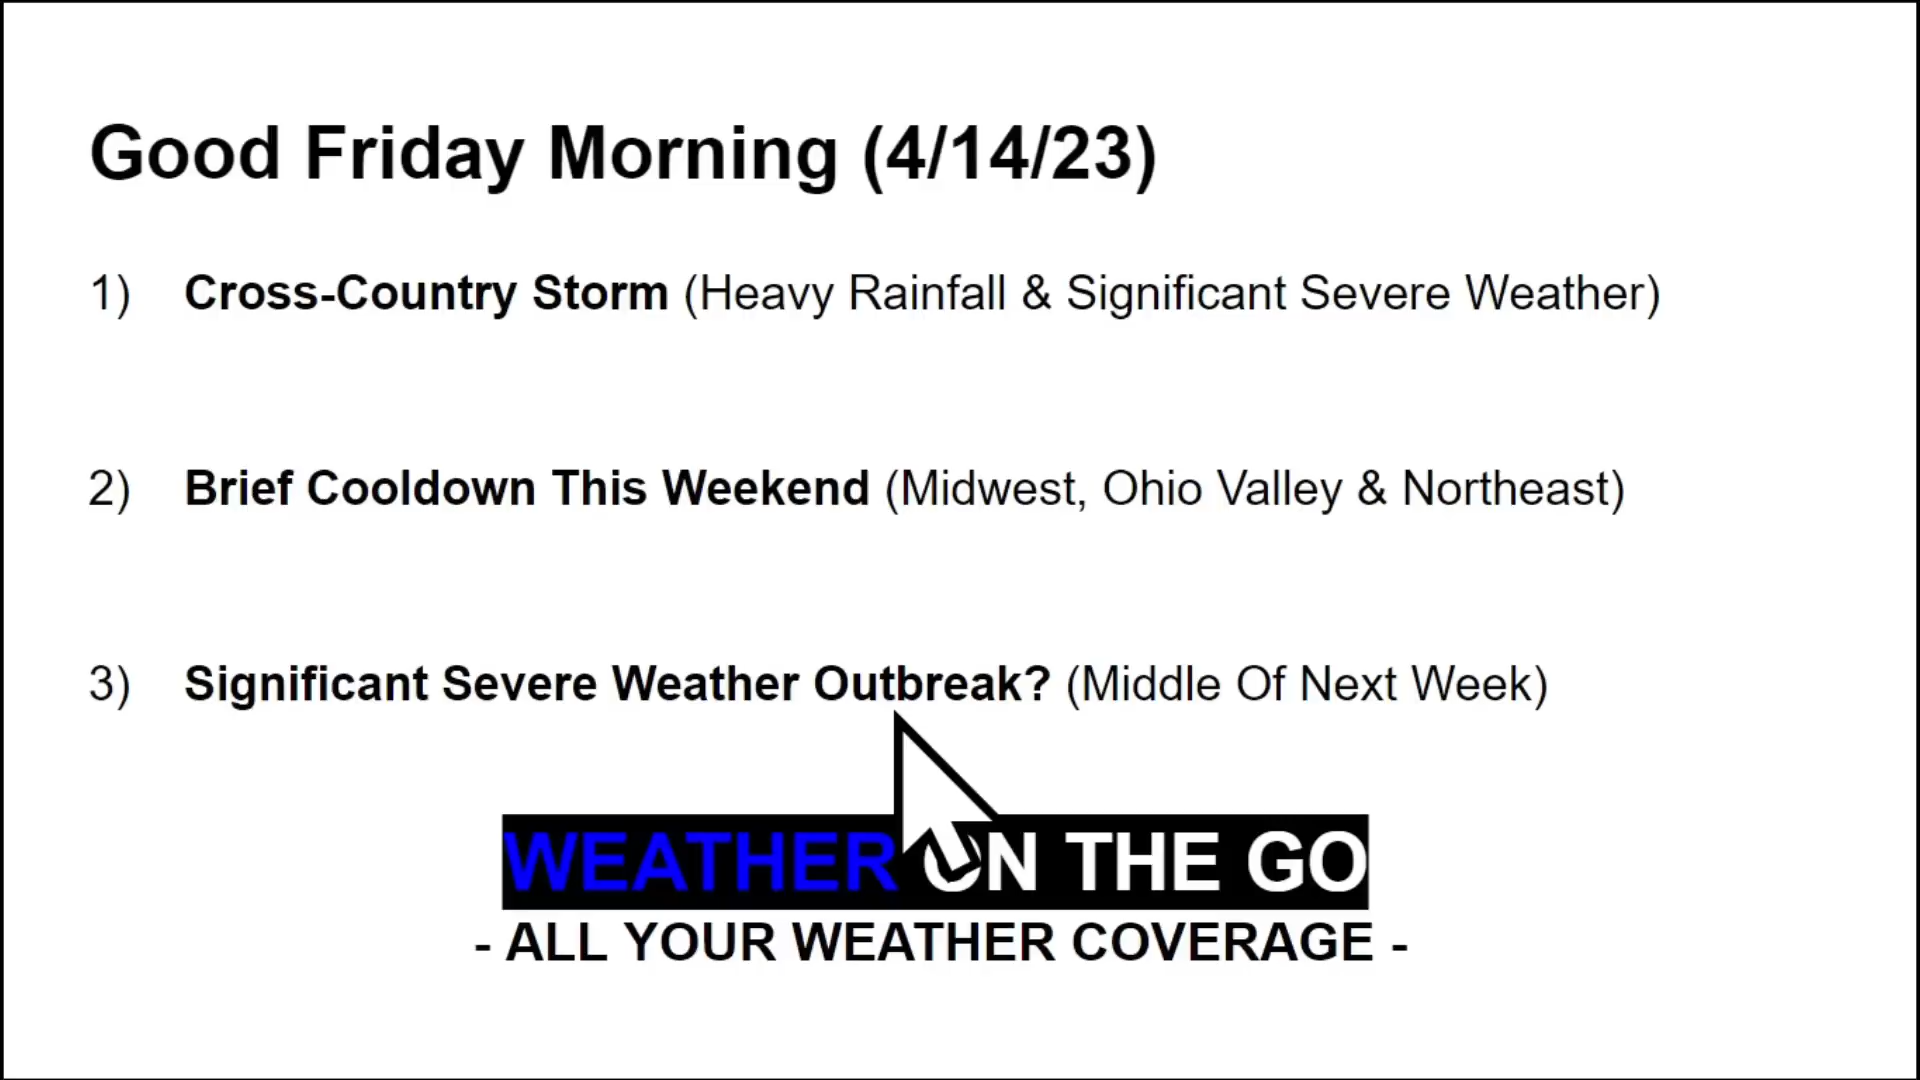 Good Friday Morning (4/14/23)
1) Cross-Country Storm (Heavy Rainfall & Significant Severe Weather)
2) Brief Cooldown This Weekend (Midwest, Ohio Valley & Northeast)
3) Significant Severe Weather Outbreak? (Middle Of Next Week)
WEATHER ON THE GO
- ALL YOUR WEATHER COVERAGE -